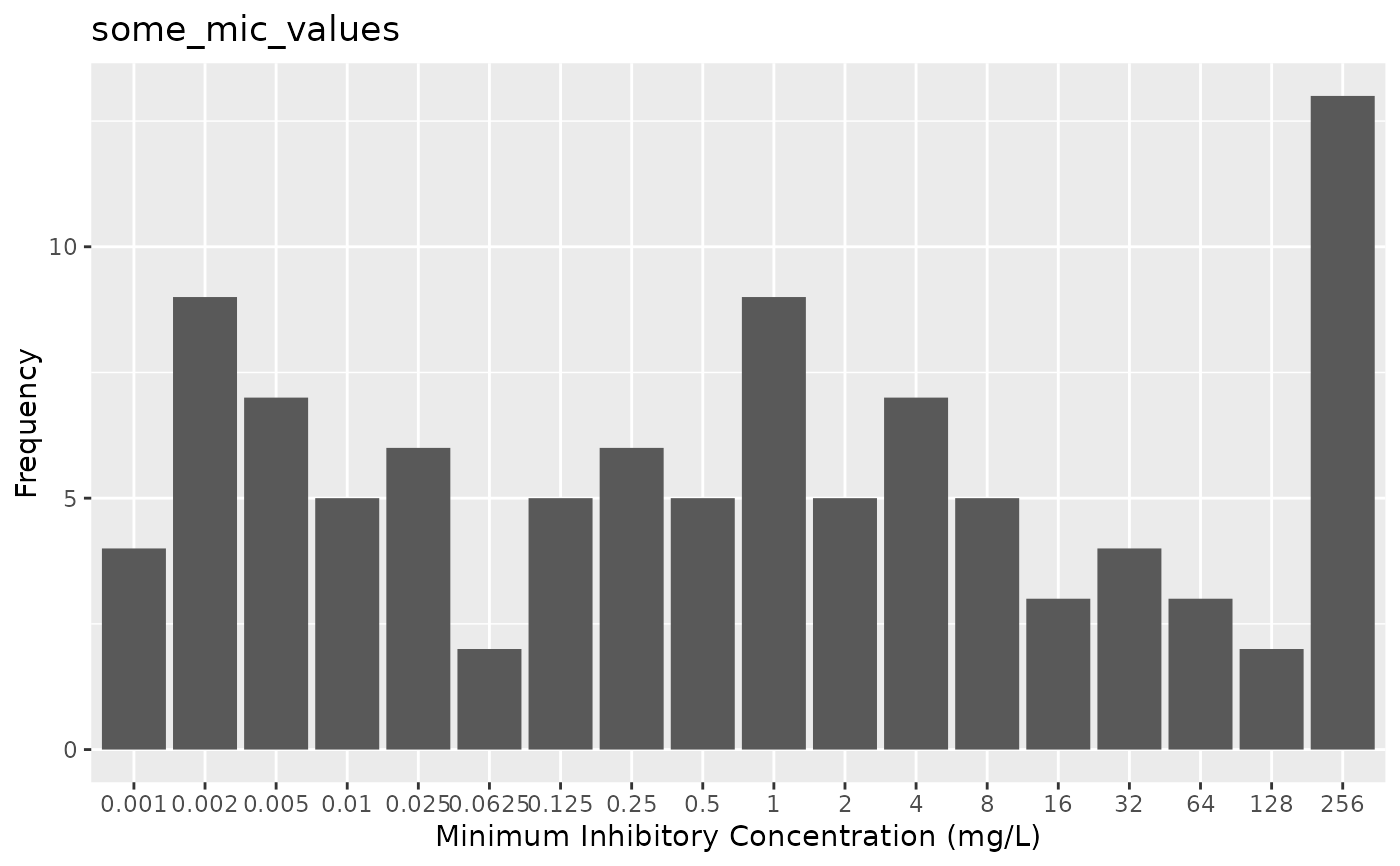 some_mic_values
Frequency
10
5
0
0.001 0.002 0.005 0.01 0.025 0.0625 0.125 0.25 0.5 1 2 4 8 16 32 64 128 256
Minimum Inhibitory Concentration (mg/L)